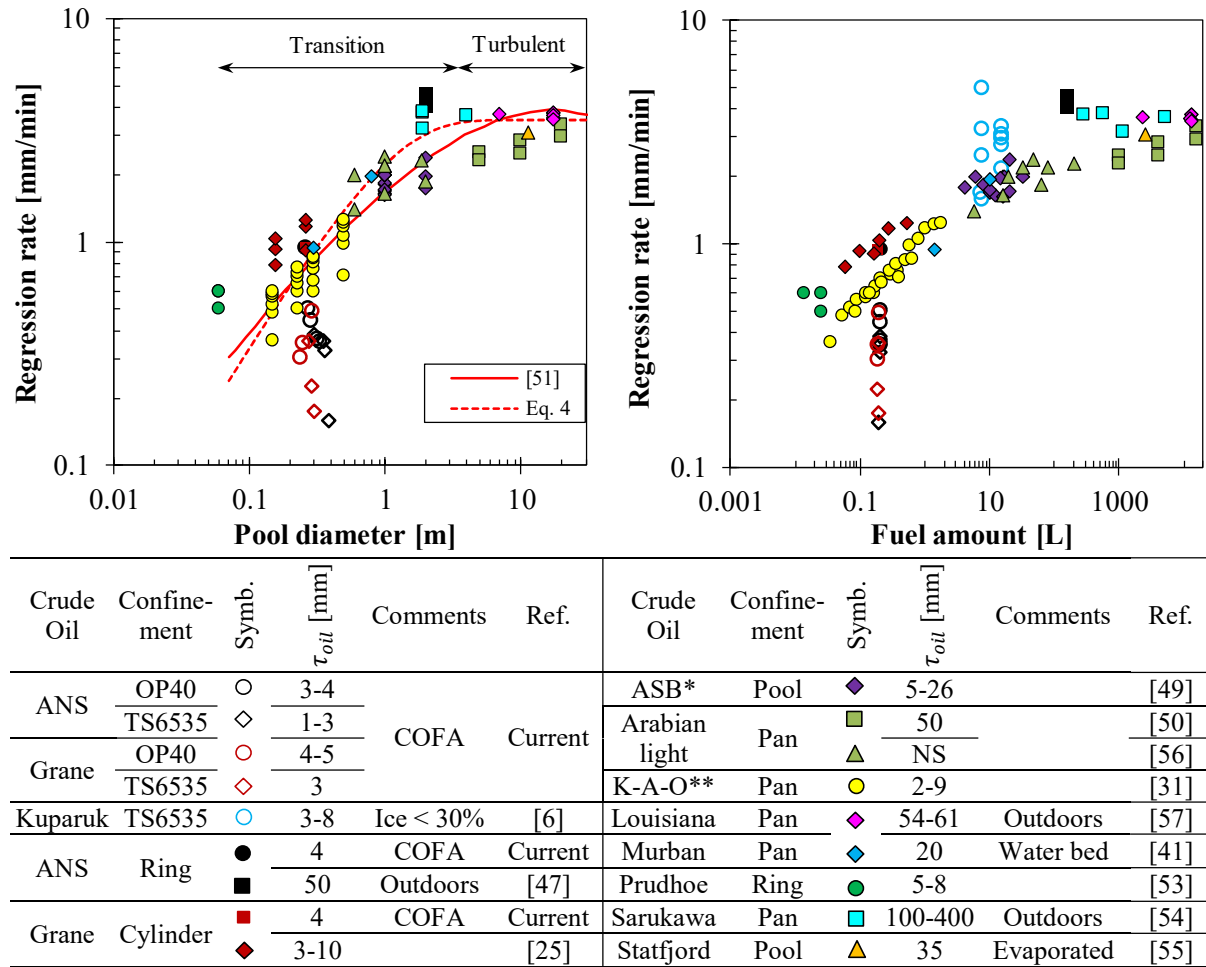 10
Transition
Turbulent
1
0.1
Regression rate [mm/min]
[51]
Eq. 4
0.01
0.1
1
10
Pool diameter [m]
10
1
0.1
Regression rate [mm/min]
0.001
0.1
10
1000
Fuel amount [L]
Crude Oil Confine-ment Symb. τoil [mm] Comments Ref. Crude Oil Confine-ment Symb. τoil [mm] Comments Ref.
ANS OP40 3-4 COFA Current ASB* Pool 5-26 [49]
TS6535 1-3 Arabian light Pan 50 [50]
Grane OP40 4-5 NS [56]
TS6535 3 K-A-O** Pan 2-9 [31]
Kuparuk TS6535 3-8 Ice < 30% [6] Louisiana Pan 54-61 Outdoors [57]
ANS Ring 4 COFA Current Murban Pan 20 Water bed [41]
50 Outdoors [47] Prudhoe Ring 5-8 [53]
Grane Cylinder 4 COFA Current Sarukawa Pan 100-400 Outdoors [54]
3-10 [25] Statfjord Pool 35 Evaporated [55]